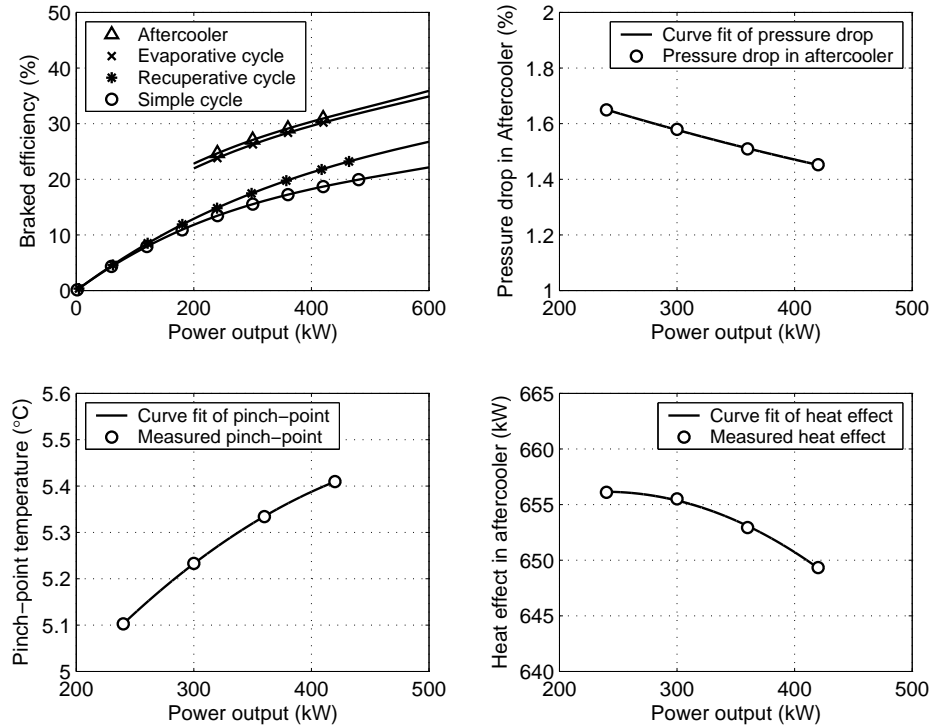 Braked efficiency (%)
50
40
30
20
10
0
0
200
400
600
Power output (kW)
Aftercooler
Evaporative cycle
Recuperative cycle
Simple cycle
Pressure drop in Aftercooler (%)
2
1.8
1.6
1.4
1.2
1
200
300
400
500
Power output (kW)
Curve fit of pressure drop
Pressure drop in aftercooler
Pinch−point temperature (°C)
5.6
5.5
5.4
5.3
5.2
5.1
5
200
300
400
500
Power output (kW)
Curve fit of pinch−point
Measured pinch−point
Heat effect in aftercooler (kW)
665
660
655
650
645
640
200
300
400
500
Power output (kW)
Curve fit of heat effect
Measured heat effect